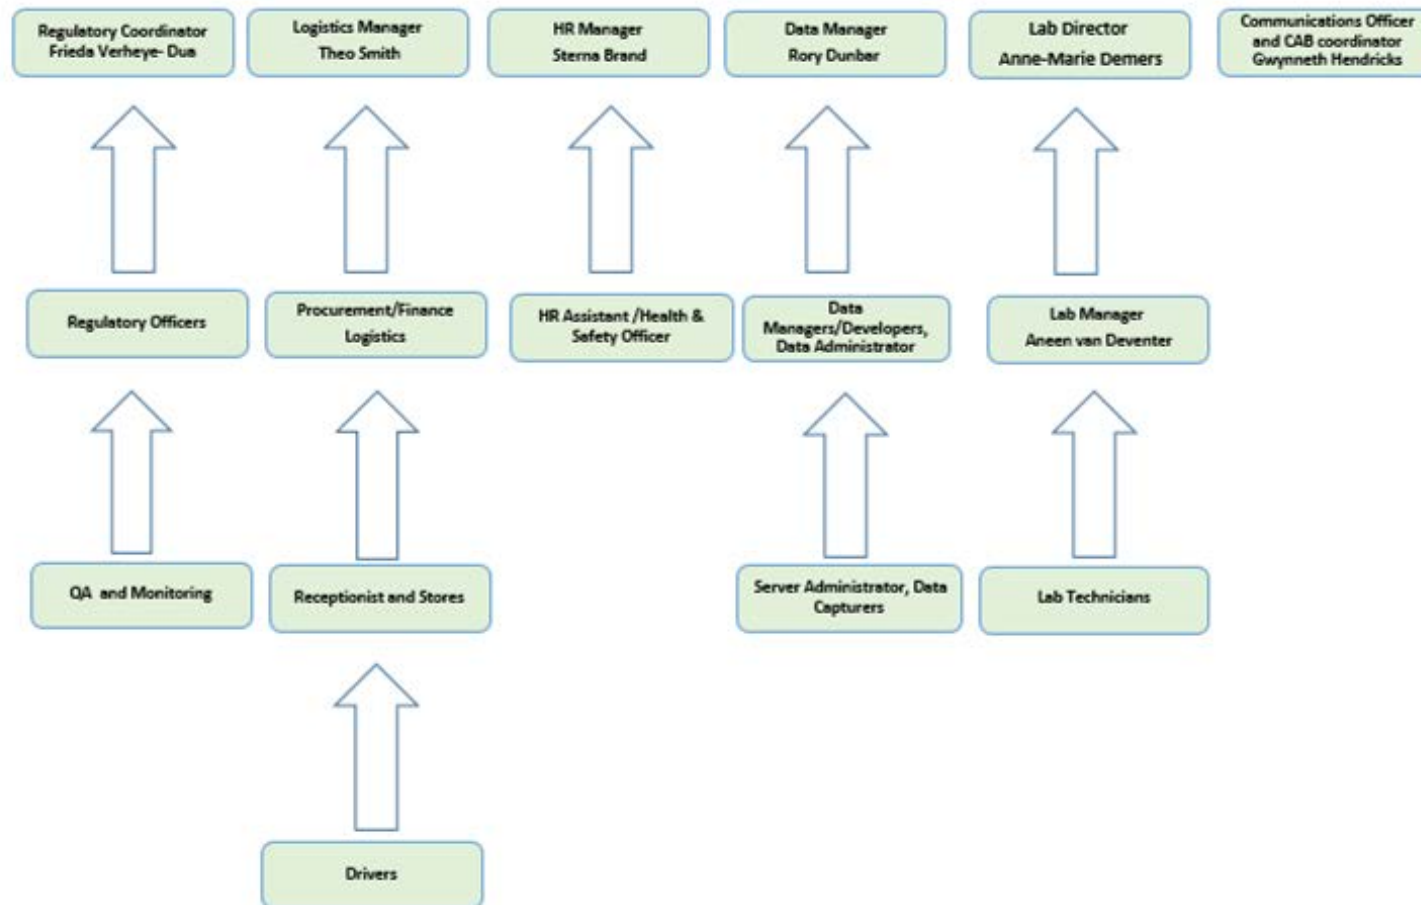 Regulatory Coordinator
Frieda Verheye- Dua
Logistics Manager
Theo Smith
HR Manager
Sterna Brand
Data Manager
Rory Dunbar
Lab Director
Anne-Marie Demers
Communications Officer
and CAB coordinator
Gwynneth Hendricks
Regulatory Officers
Procurement/Finance
Logistics
HR Assistant /Health &
Safety Officer
Data
Managers/Developers,
Data Administrator
Lab Manager
Aneen van Deventer
QA and Monitoring
Receptionist and Stores
Server Administrator, Data
Capturers
Lab Technicians
Drivers